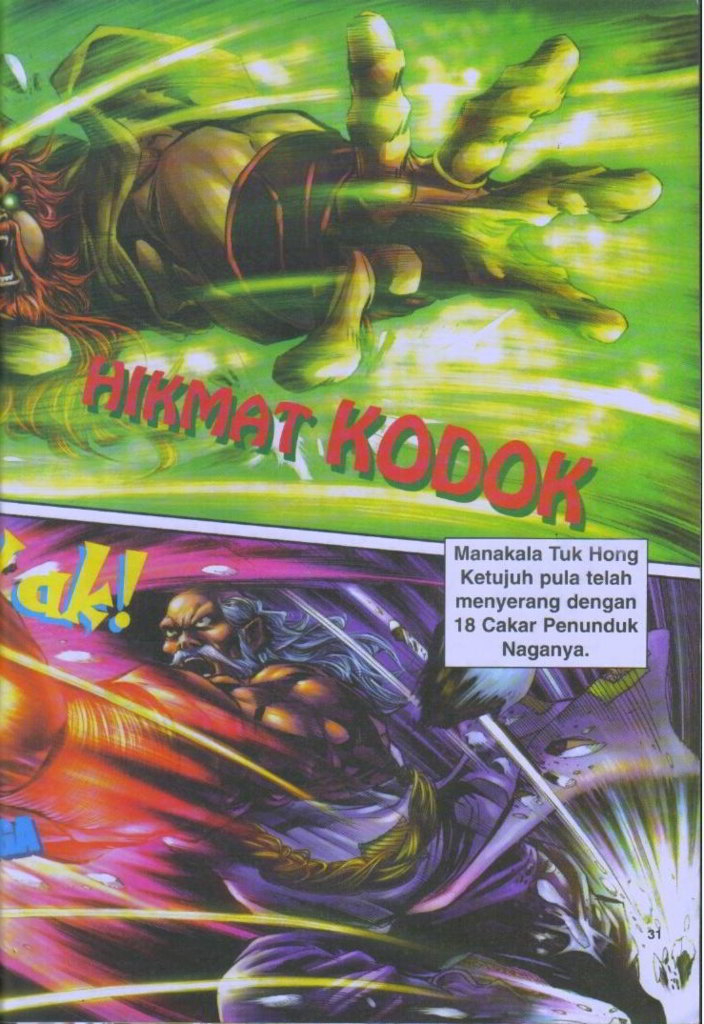 HIKMAT KODOK
Manakala Tuk Hong
Ketujuh pula telah
menyerang dengan
18 Cakar Penunduk
Naganya.
ak!
31